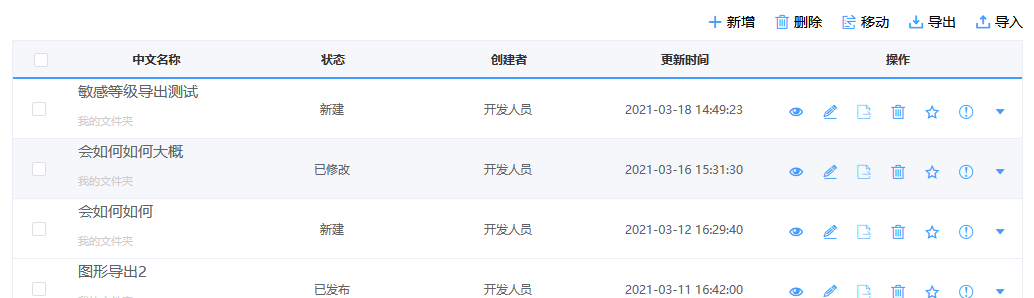 新增 删除 移动 导出 导入
中文名称 状态 创建者 更新时间 操作
敏感等级导出测试
我的文件夹
新建 开发人员 2021-03-18 14:49:23
会如何如何大概
我的文件夹
已修改 开发人员 2021-03-16 15:31:30
会如何如何
我的文件夹
新建 开发人员 2021-03-12 16:29:40
图形导出2
我的文件夹
已发布 开发人员 2021-03-11 16:42:00